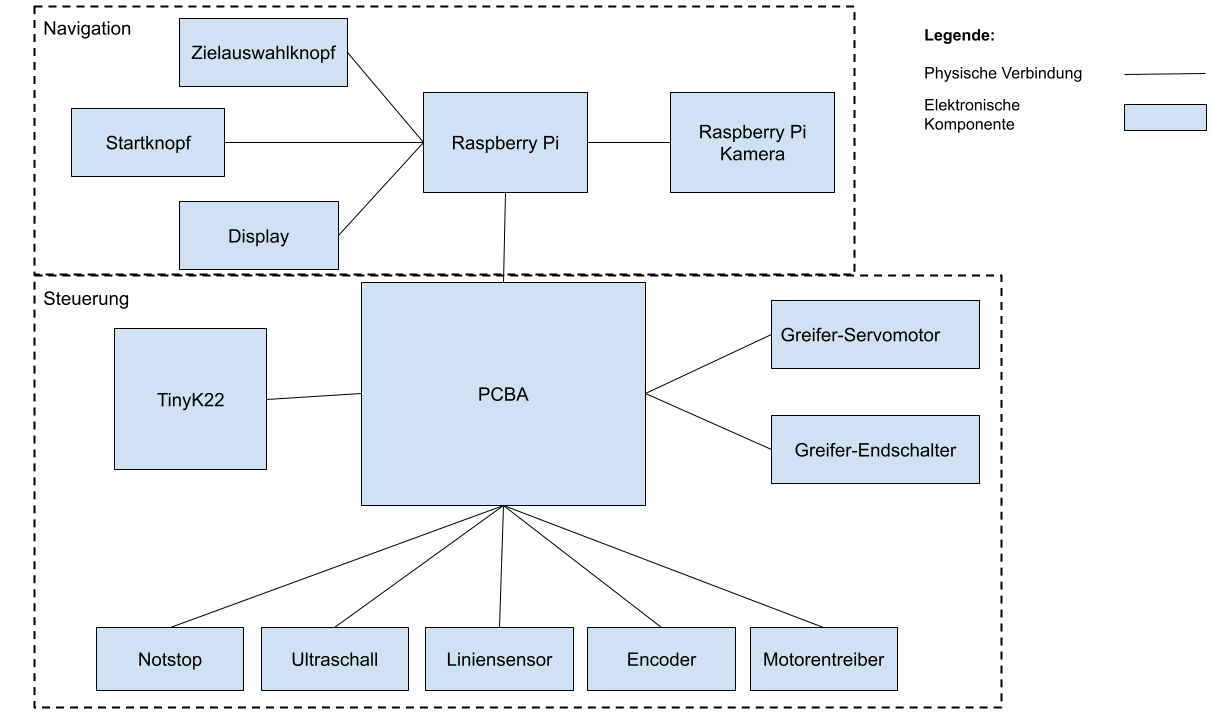 Navigation
Zielauswahlknopf
Startknopf
Display
Raspberry Pi
Raspberry Pi
Kamera
Legende:
Physische Verbindung
Elektronische
Komponente
Steuerung
TinyK22
PCBA
Greifer-Servomotor
Greifer-Endschalter
Notstop
Ultraschall
Liniensensor
Encoder
Motorentreiber